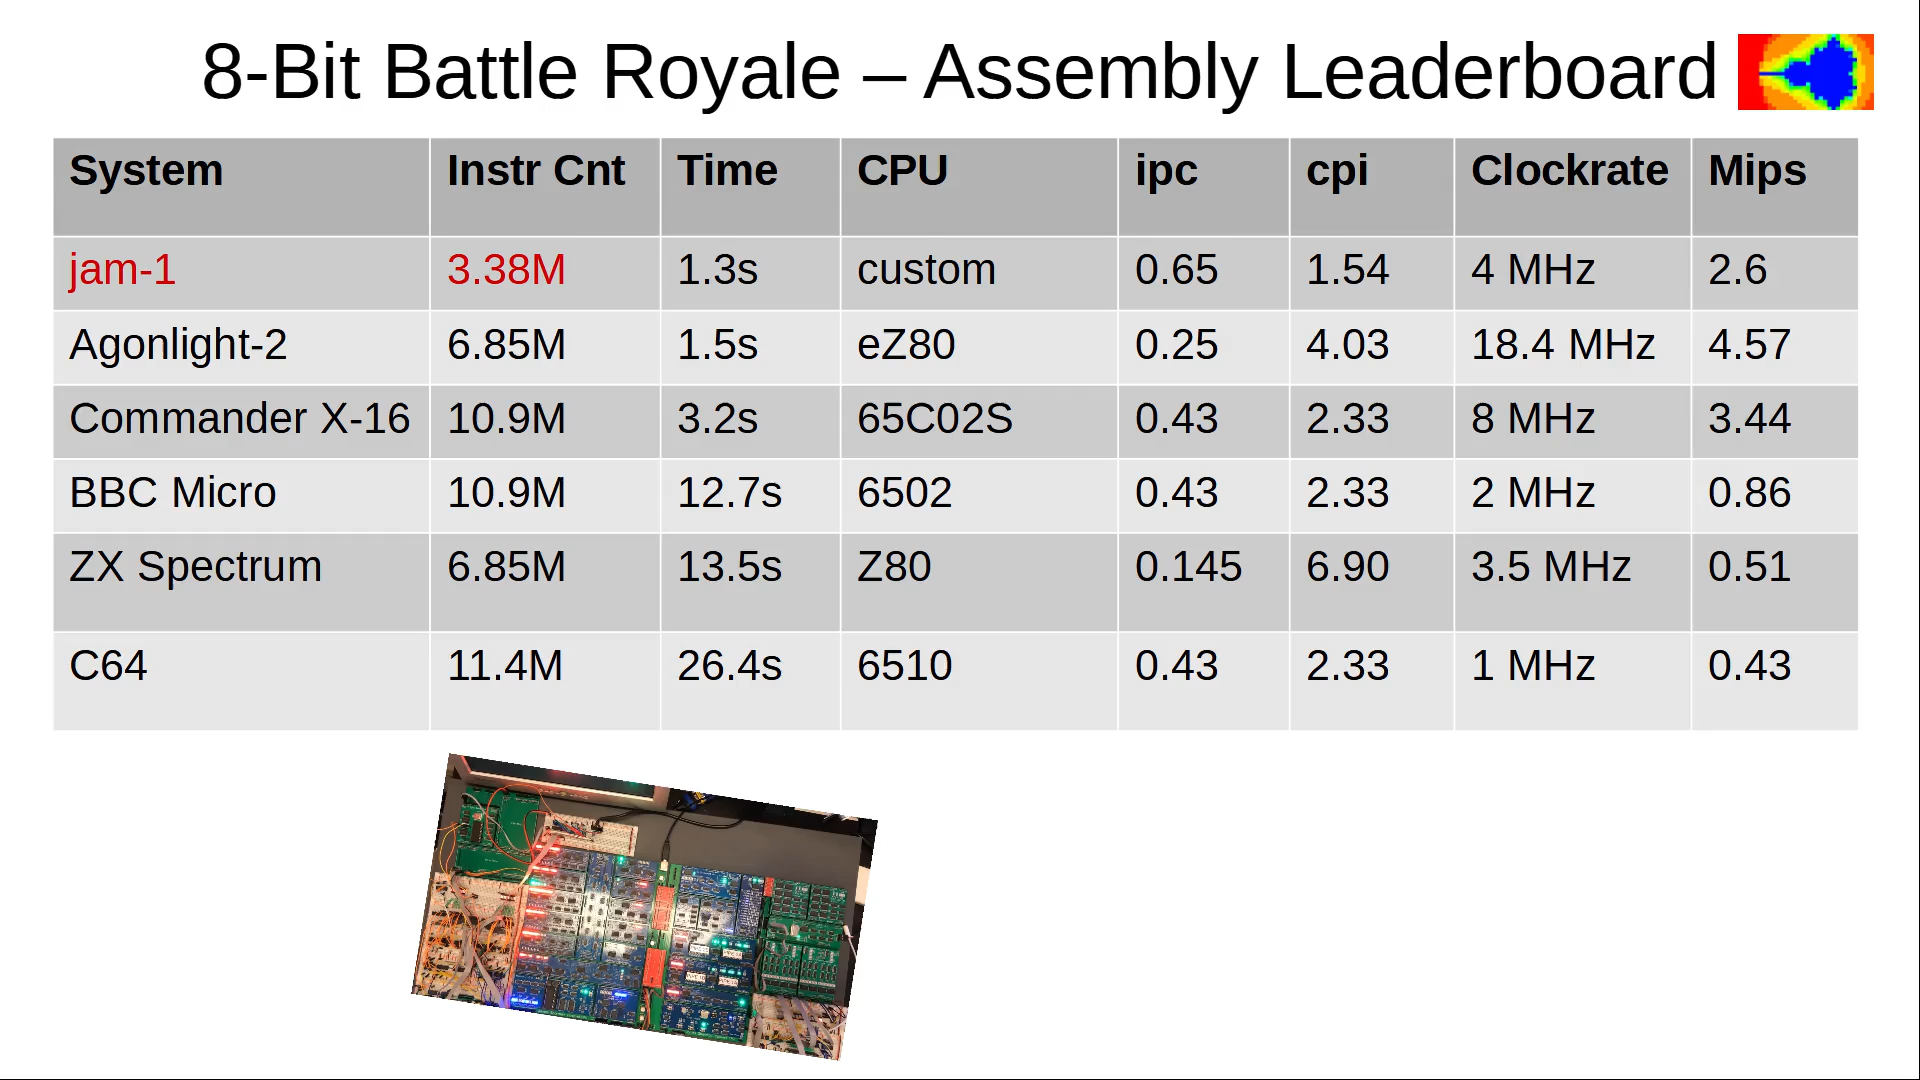 8-Bit Battle Royale – Assembly Leaderboard
System Instr Cnt Time CPU ipc cpi Clockrate Mips
jam-1 3.38M 1.3s custom 0.65 1.54 4 MHz 2.6
Agonlight-2 6.85M 1.5s eZ80 0.25 4.03 18.4 MHz 4.57
Commander X-16 10.9M 3.2s 65C02S 0.43 2.33 8 MHz 3.44
BBC Micro 10.9M 12.7s 6502 0.43 2.33 2 MHz 0.86
ZX Spectrum 6.85M 13.5s Z80 0.145 6.90 3.5 MHz 0.51
C64 11.4M 26.4s 6510 0.43 2.33 1 MHz 0.43